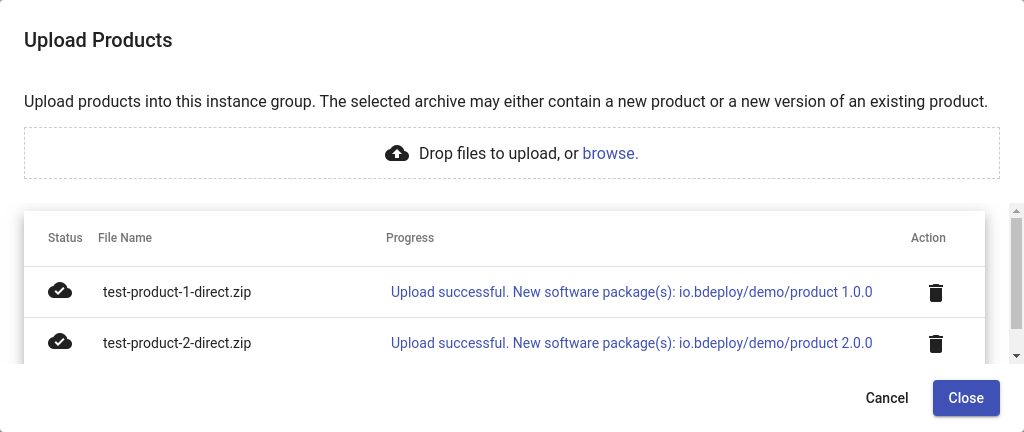 Upload Products
Upload products into this instance group. The selected archive may either contain a new product or a new version of an existing product.
Drop files to upload, or browse.
Status File Name Progress Action
test-product-1-direct.zip Upload successful. New software package(s): io.bdeploy/demo/product 1.0.0
test-product-2-direct.zip Upload successful. New software package(s): io.bdeploy/demo/product 2.0.0
Cancel Close